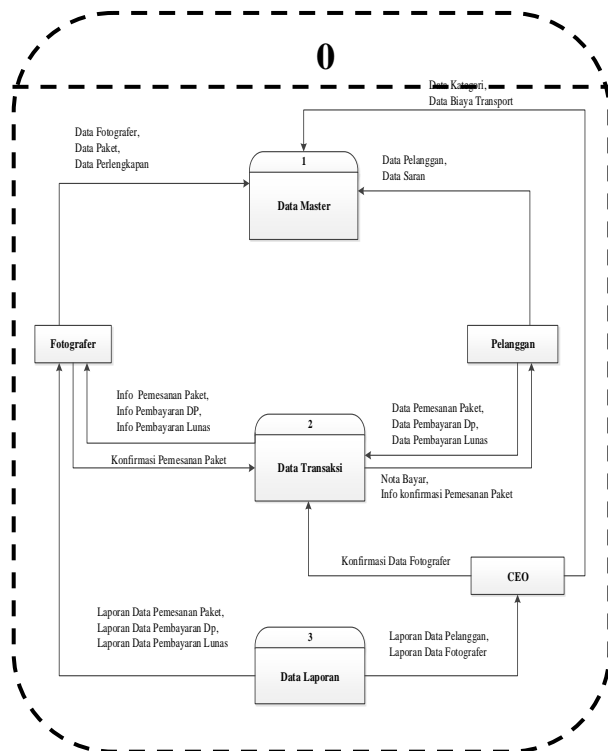 0
Data Kategori,
Data Biaya Transport
Data Fotografer,
Data Paket,
Data Perlengkapan
1
Data Master
Data Pelanggan,
Data Saran
Fotografer
Pelanggan
Info Pemesanan Paket,
Info Pembayaran DP,
Info Pembayaran Lunas
Konfirmasi Pemesanan Paket
2
Data Transaksi
Data Pemesanan Paket,
Data Pembayaran Dp,
Data Pembayaran Lunas
Nota Bayar,
Info konfirmasi Pemesanan Paket
Konfirmasi Data Fotografer
CEO
Laporan Data Pemesanan Paket,
Laporan Data Pembayaran Dp,
Laporan Data Pembayaran Lunas
3
Data Laporan
Laporan Data Pelanggan,
Laporan Data Fotografer